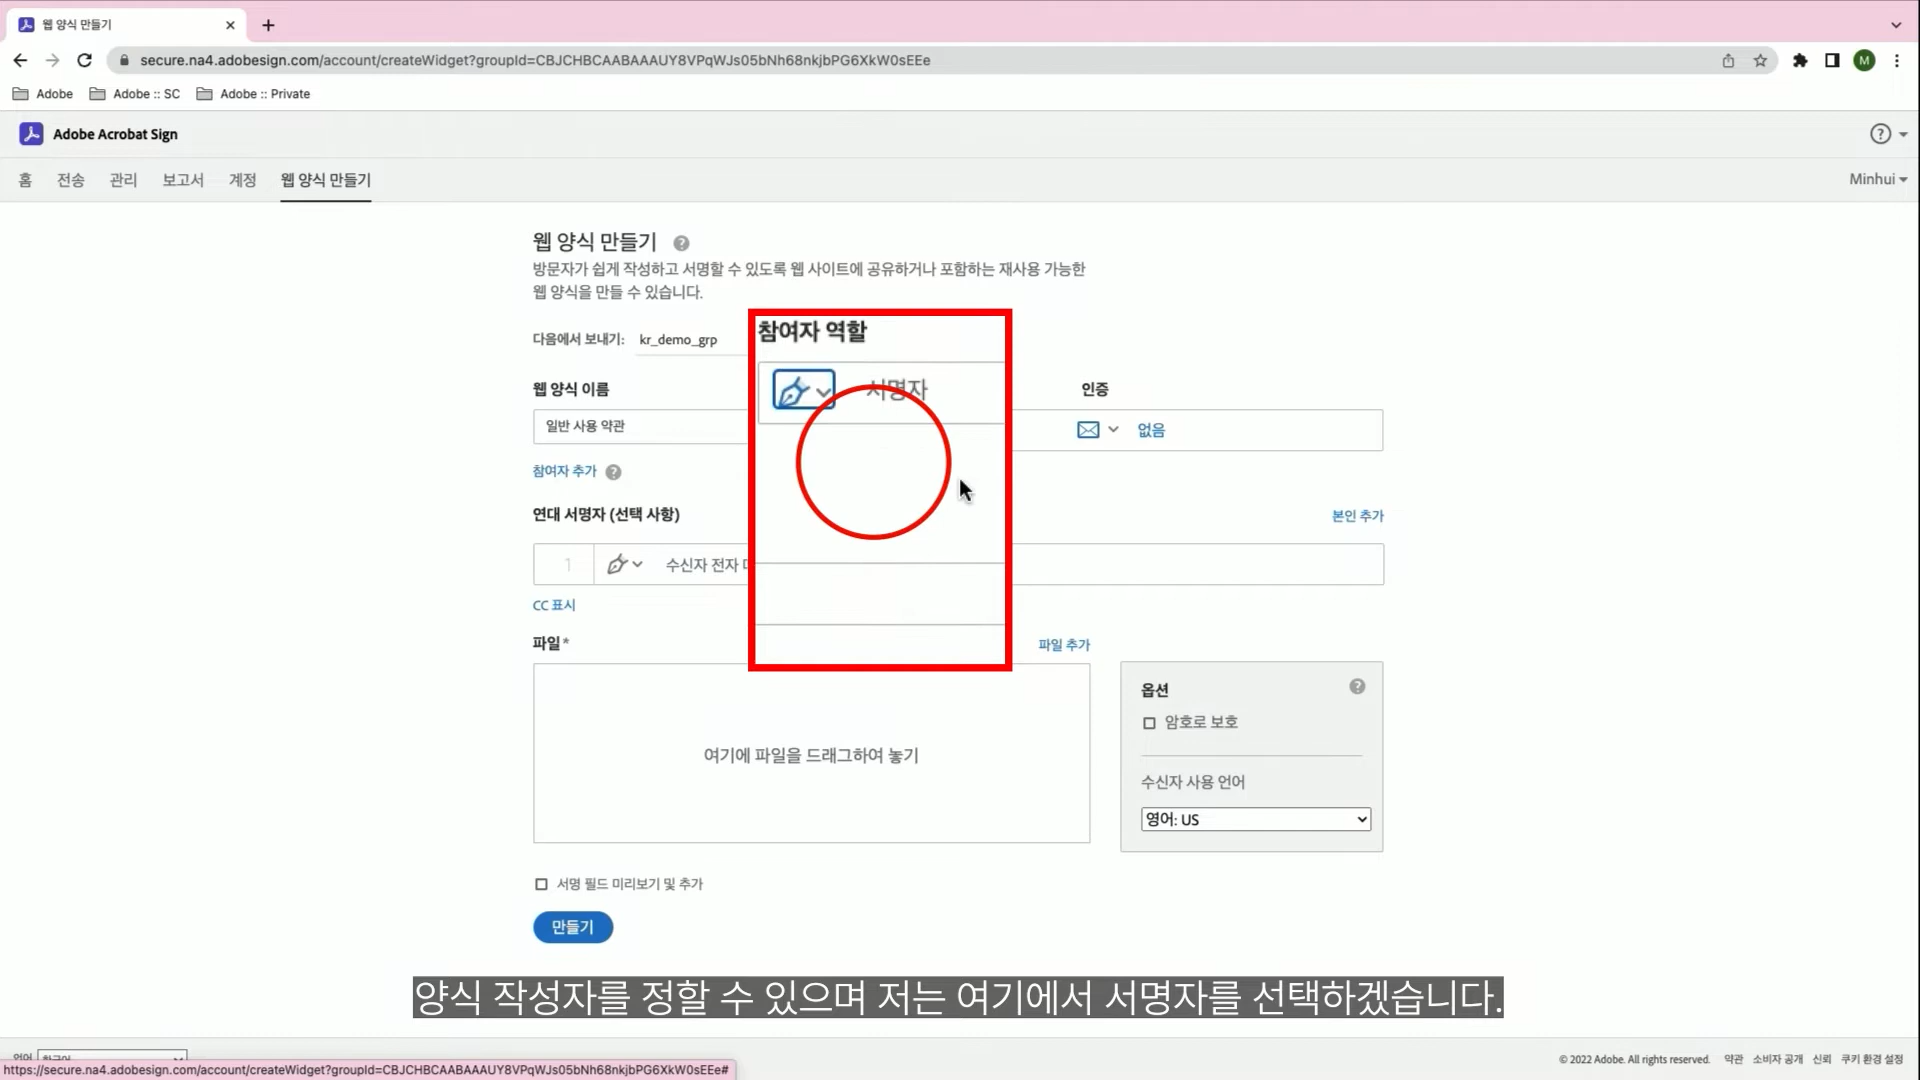 웹 양식 만들기
secure.na4.adobesign.com/account/createWidget?groupId=CBJCHBCAABAAAUY8VPqWJs05bNh68nkjbPG6XkW0sEEe
M
Adobe
Adobe :: SC
Adobe :: Private
Adobe Acrobat Sign
홈 전송 관리 보고서 계정 웹 양식 만들기
Minhui
웹 양식 만들기
방문자가 쉽게 작성하고 서명할 수 있도록 웹 사이트에 공유하거나 포함하는 재사용 가능한
웹 양식을 만들 수 있습니다.
다음에서 보내기: kr_demo_grp
참여자 역할
서명자
웹 양식 이름
인증
일반 사용 약관
없음
참여자 추가
연대 서명자 (선택 사항)
본인 추가
1 수신자 전자
CC 표시
파일*
파일 추가
여기에 파일을 드래그하여 놓기
옵션
암호로 보호
수신자 사용 언어
영어: US
서명 필드 미리보기 및 추가
만들기
양식 작성자를 정할 수 있으며 저는 여기에서 서명자를 선택하겠습니다.
언어 한국어
© 2022 Adobe. All rights reserved. 약관 소비자 공개 신뢰 쿠키 환경 설정
https://secure.na4.adobesign.com/account/createWidget?groupId=CBJCHBCAABAAAUY8VPqWJs05bNh68nkjbPG6XkW0sEEe#